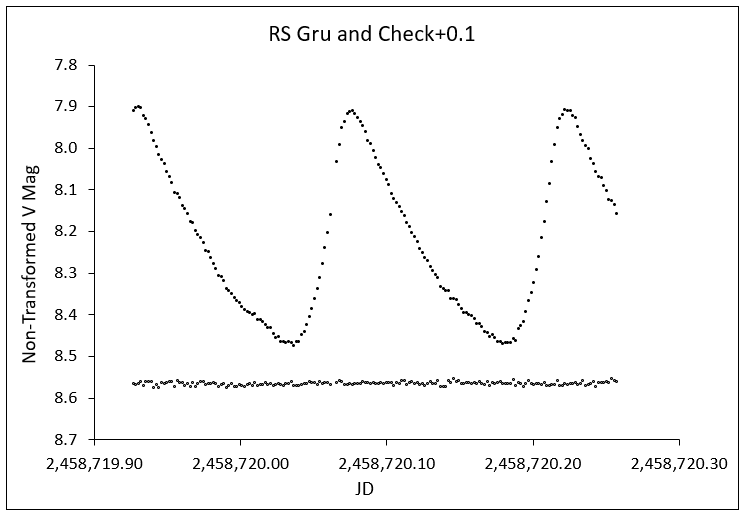 RS Gru and Check+0.1
Non-Transformed V Mag
7.8
7.9
8.0
8.1
8.2
8.3
8.4
8.5
8.6
8.7
2,458,719.90 2,458,720.00 2,458,720.10 2,458,720.20 2,458,720.30
JD